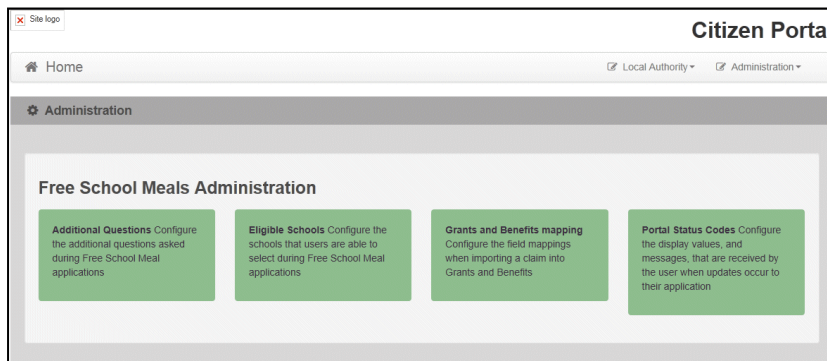 Site logo
Citizen Porta
Home
Local Authority
Administration
Administration
Free School Meals Administration
Additional Questions Configure
the additional questions asked
during Free School Meal
applications
Eligible Schools Configure the
schools that users are able to
select during Free School Meal
applications
Grants and Benefits mapping
Configure the field mappings
when importing a claim into
Grants and Benefits
Portal Status Codes Configure
the display values, and
messages, that are received by
the user when updates occur to
their application